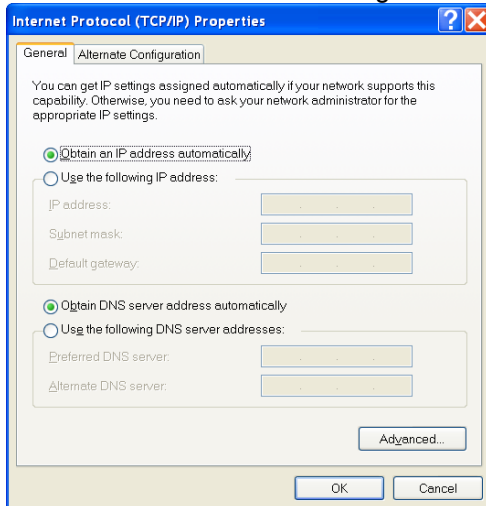 Internet Protocol (TCP/IP) Properties
General
Alternate Configuration
You can get IP settings assigned automatically if your network supports this
capability. Otherwise, you need to ask your network administrator for the
appropriate IP settings.
Obtain an IP address automatically
Use the following IP address:
IP address:
Subnet mask:
Default gateway:
Obtain DNS server address automatically
Use the following DNS server addresses:
Preferred DNS server:
Alternate DNS server:
Advanced...
OK
Cancel